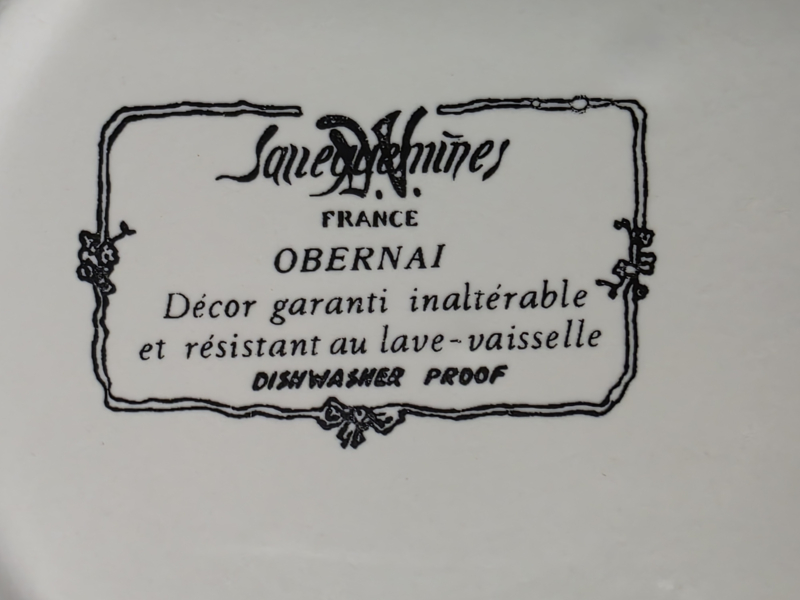 Sarreguemines
D.V.
FRANCE
OBERNAI
Décor garanti inaltérable
et résistant au lave-vaisselle
DISHWASHER PROOF